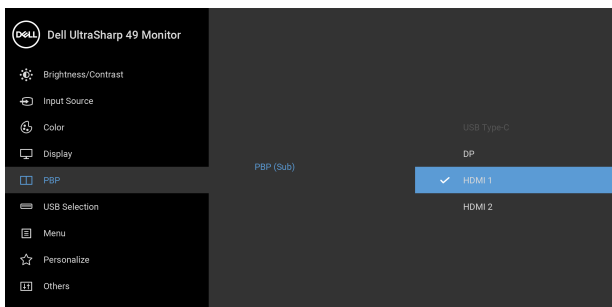 DELL
Dell UltraSharp 49 Monitor
Brightness/Contrast
Input Source
Color
Display
PBP
USB Selection
Menu
Personalize
Others
PBP (Sub)
USB Type-C
DP
HDMI 1
HDMI 2